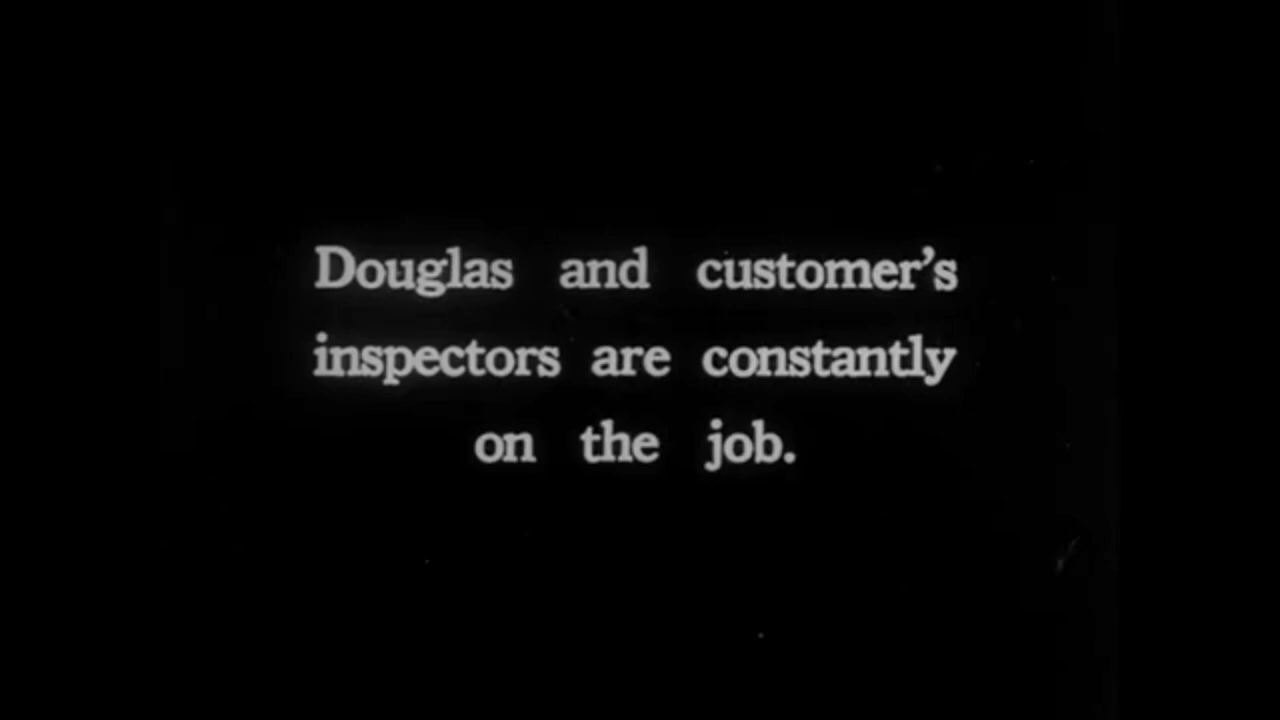 Douglas and customer’s
inspectors are constantly
on the job.